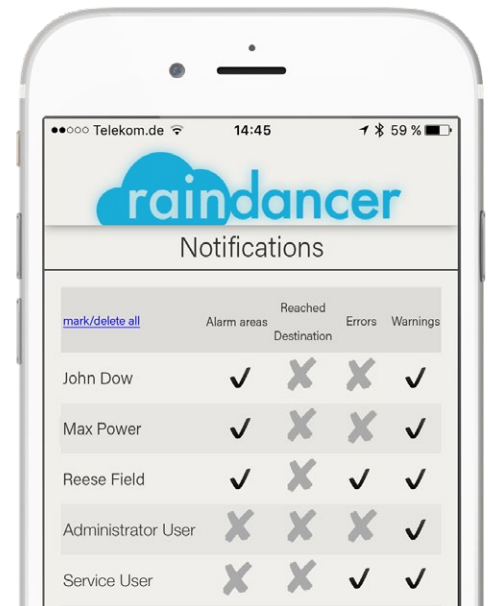 Telekom.de 14:45 59 %
raindancer
Notifications
mark/delete all Alarm areas Reached Destination Errors Warnings
John Dow
Max Power
Reese Field
Administrator User
Service User